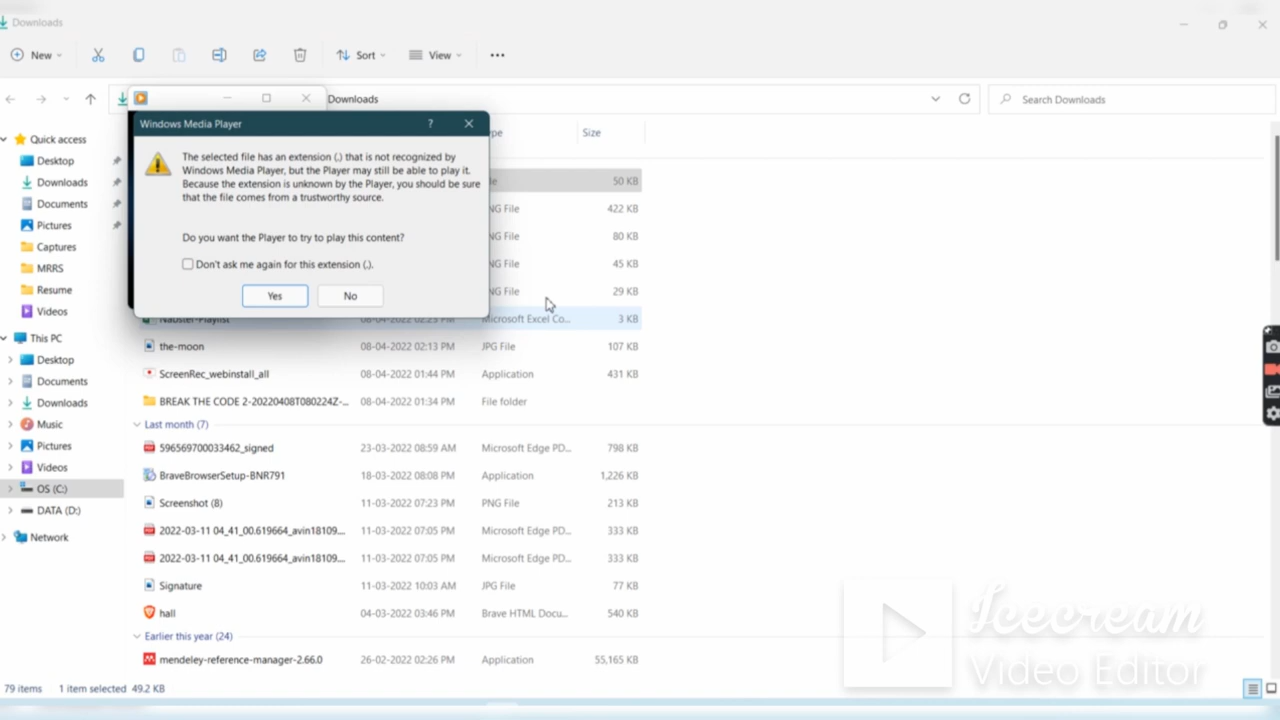 Downloads
New
Sort
View
Downloads
Search Downloads
Windows Media Player
?
The selected file has an extension (.) that is not recognized by
Windows Media Player, but the Player may still be able to play it.
Because the extension is unknown by the Player, you should be sure
that the file comes from a trustworthy source.
Do you want the Player to try to play this content?
Don't ask me again for this extension (.).
Yes
No
Quick access
Desktop
Downloads
Documents
Pictures
Captures
MRRS
Resume
Videos
This PC
Desktop
Documents
Downloads
Music
Pictures
Videos
OS (C:)
DATA (D:)
Network
Size
50 KB
NG File 422 KB
NG File 80 KB
NG File 45 KB
NG File 29 KB
08-04-2022 02:23 PM Microsoft Excel Co... 3 KB
the-moon 08-04-2022 02:13 PM JPG File 107 KB
ScreenRec_webinstall_all 08-04-2022 01:44 PM Application 431 KB
BREAK THE CODE 2-20220408T080224Z-... 08-04-2022 01:34 PM File folder
Last month (7)
596569700033462_signed 23-03-2022 08:59 AM Microsoft Edge PD... 798 KB
BraveBrowserSetup-BNR791 18-03-2022 08:08 PM Application 1,226 KB
Screenshot (8) 11-03-2022 07:23 PM PNG File 213 KB
2022-03-11 04_41_00.619664_avin18109.... 11-03-2022 07:05 PM Microsoft Edge PD... 333 KB
2022-03-11 04_41_00.619664_avin18109.... 11-03-2022 07:05 PM Microsoft Edge PD... 333 KB
Signature 11-03-2022 10:03 AM JPG File 77 KB
hall 04-03-2022 03:46 PM Brave HTML Docu... 540 KB
Earlier this year (24)
mendeley-reference-manager-2.66.0 26-02-2022 02:26 PM Application 55,165 KB
79 items 1 item selected 49.2 KB
Icecream
Video Editor